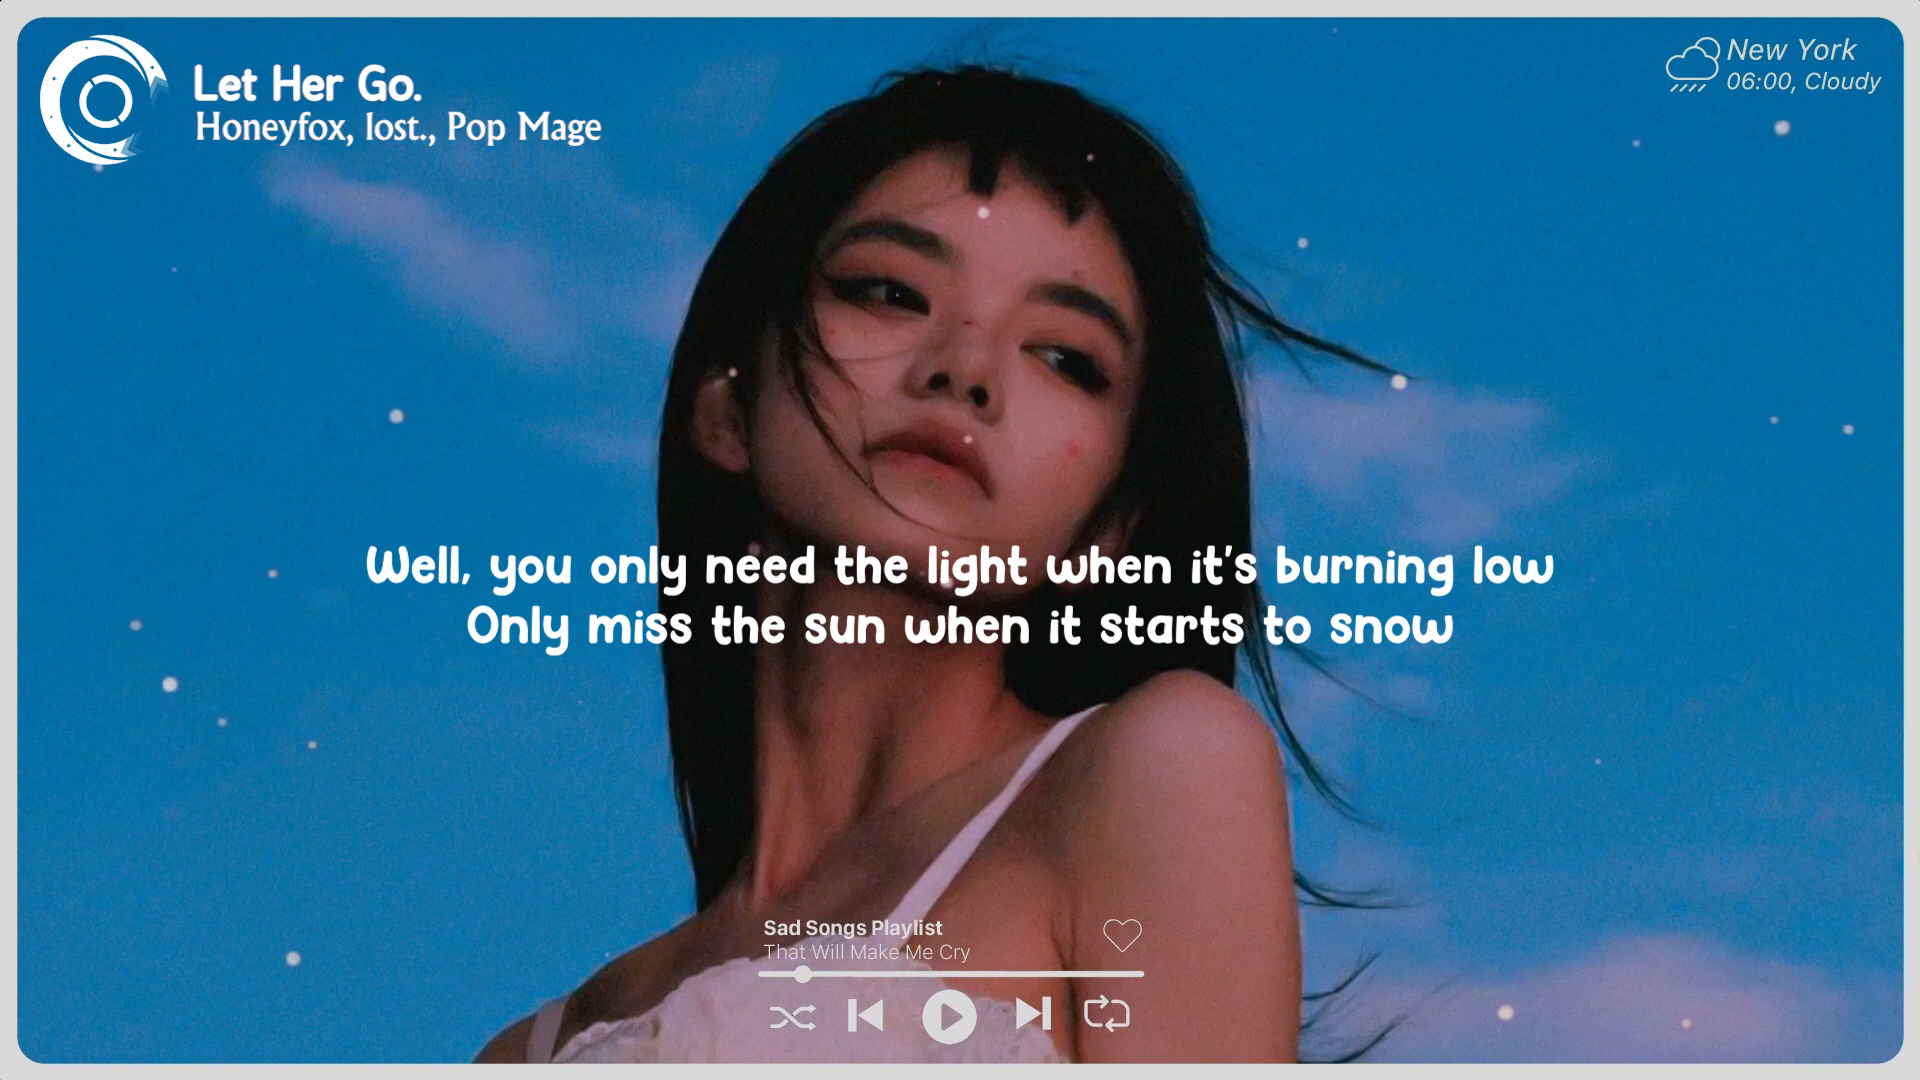 Let Her Go.
Honeyfox, lost., Pop Mage
New York
06:00, Cloudy
Well, you only need the light when it's burning low
Only miss the sun when it starts to snow
Sad Songs Playlist
That Will Make Me Cry